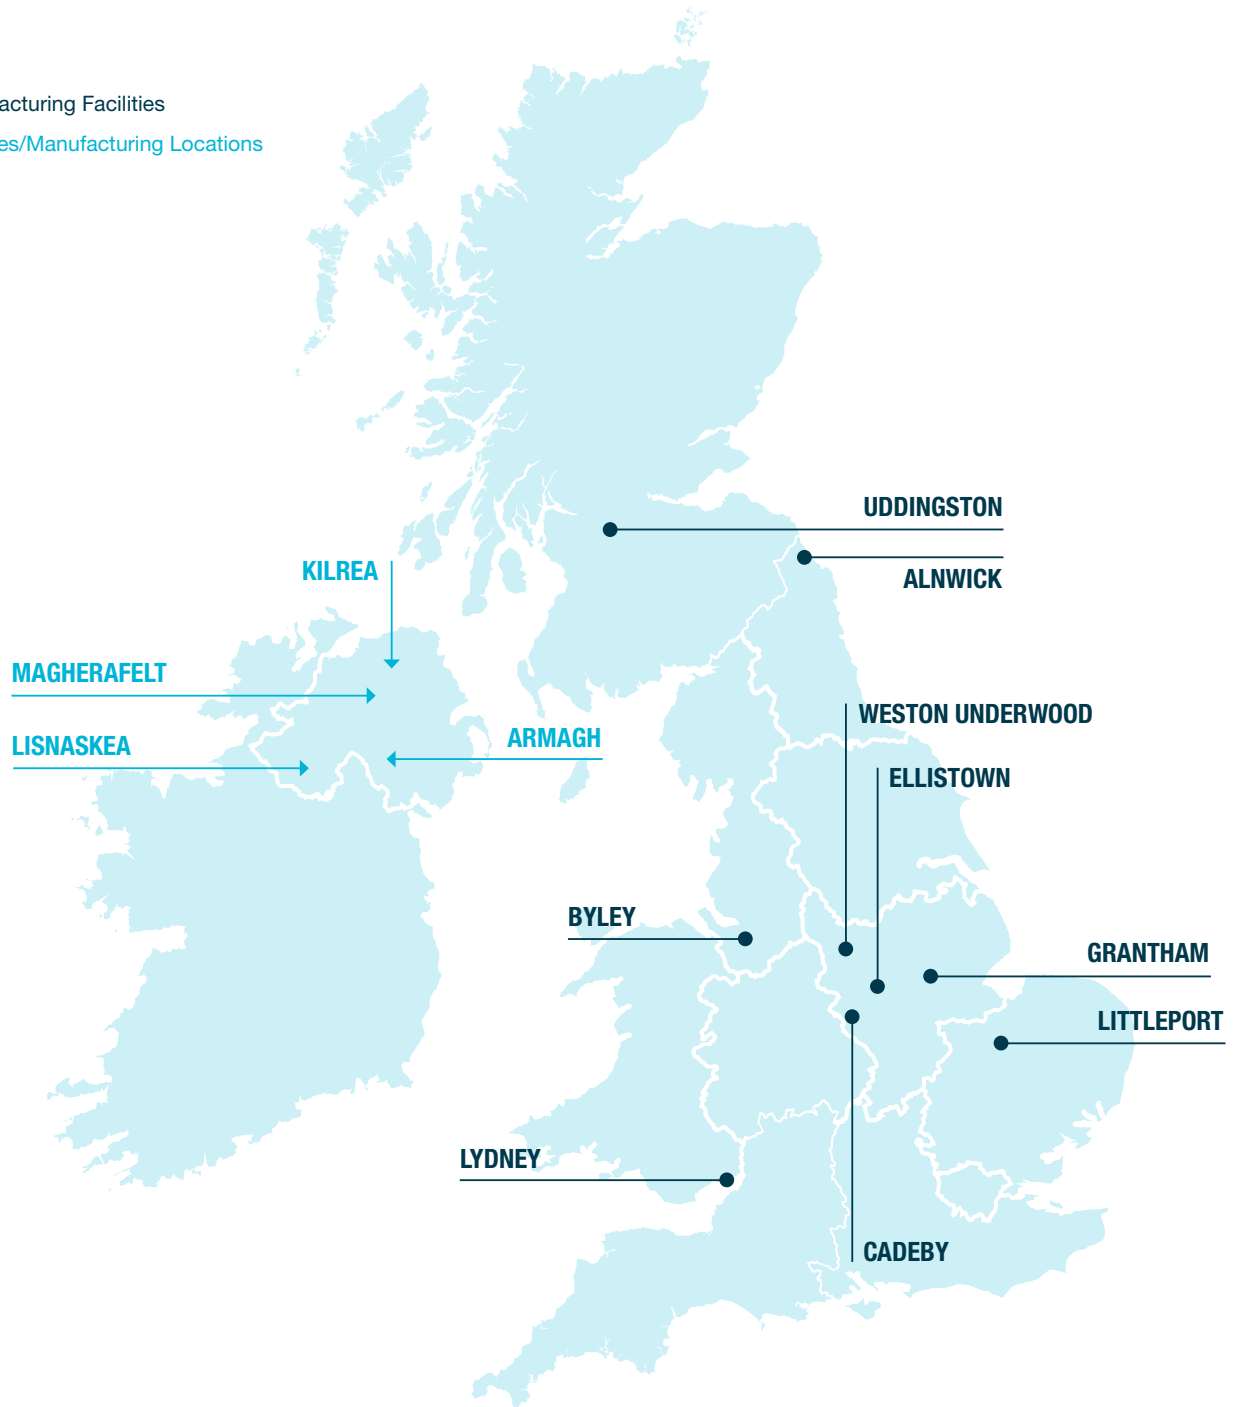 acturing Facilities
es/Manufacturing Locations
UDDINGSTON
KILREA
ALNWICK
MAGHERAFELT
WESTON UNDERWOOD
ARMAGH
LISNASKEA
ELLISTOWN
BYLEY
GRANTHAM
LITTLEPORT
LYDNEY
CADEBY